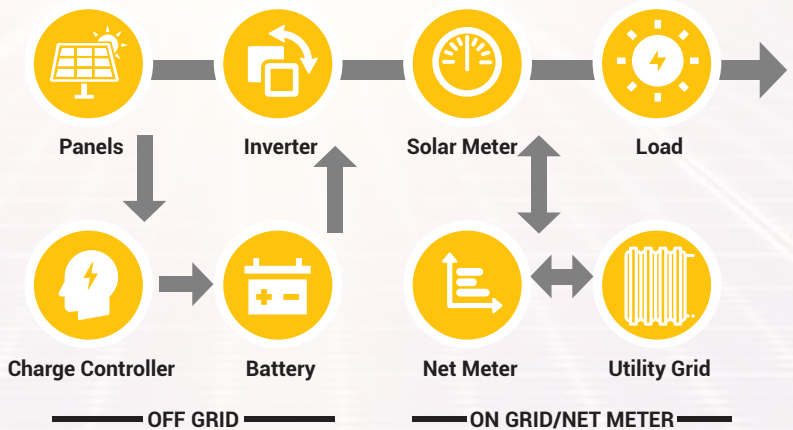 Panels
Inverter
Solar Meter
Load
Charge Controller
Battery
Net Meter
Utility Grid
OFF GRID
ON GRID/NET METER